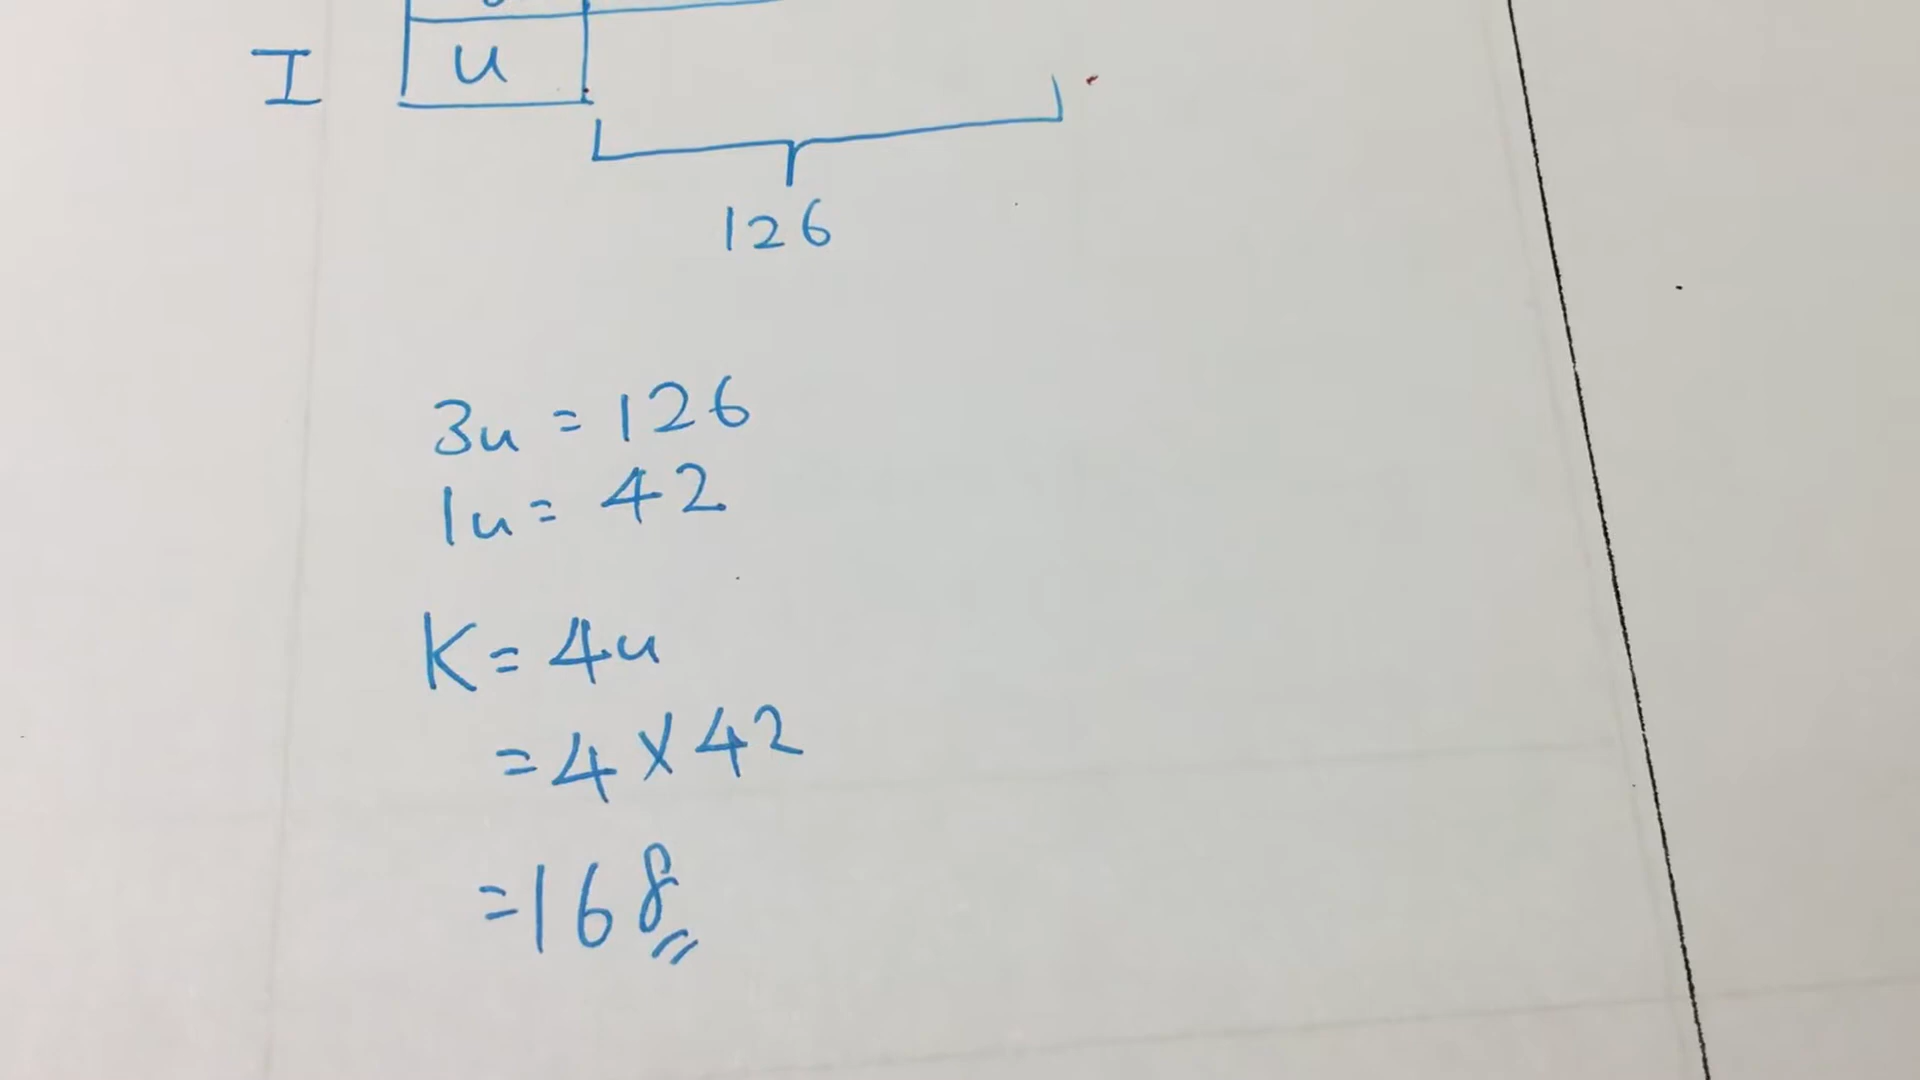 I u
126
3u = 126
1u = 42
K = 4u
= 4 X 42
= 168